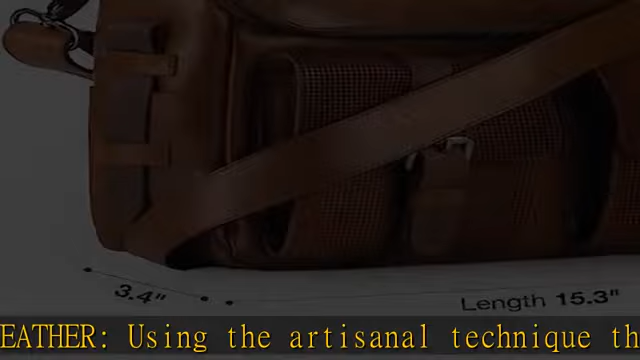 3.4"
Length 15.3"
EATHER: Using the artisanal technique th